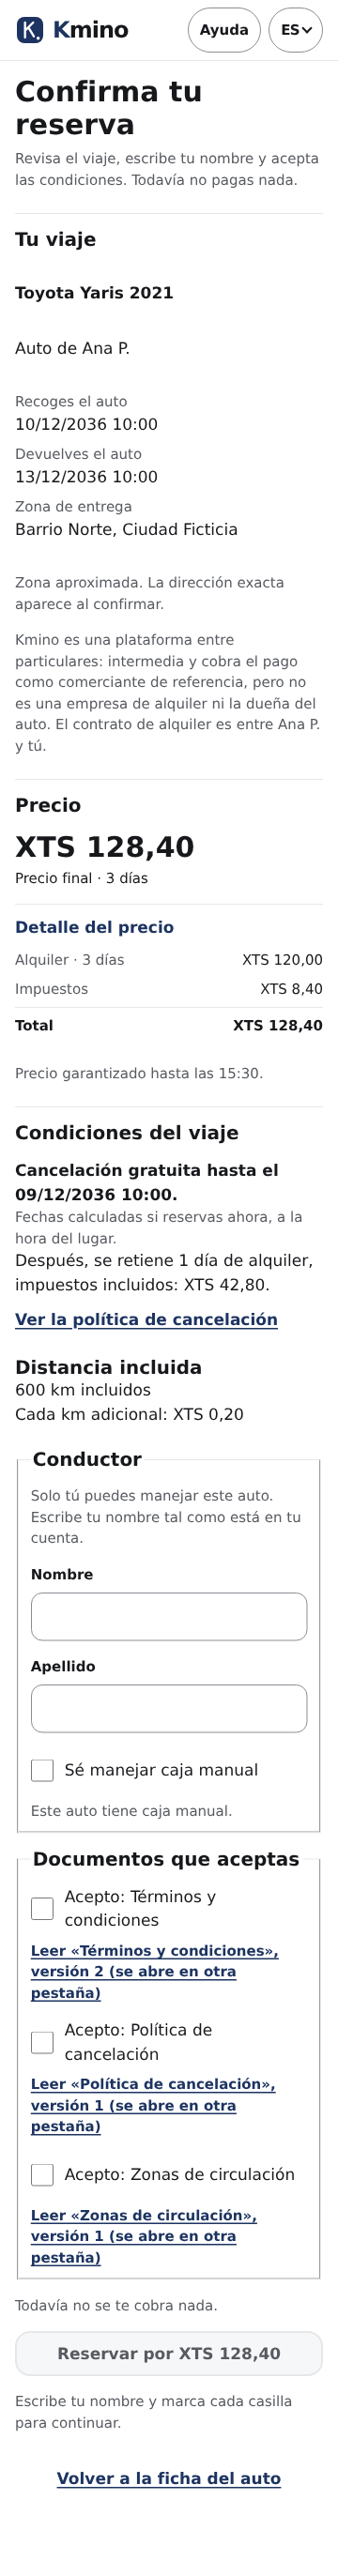 Kmino
Ayuda
ES
Confirma tu
reserva
Revisa el viaje, escribe tu nombre y acepta
las condiciones. Todavía no pagas nada.
Tu viaje
Toyota Yaris 2021
Auto de Ana P.
Recoges el auto
10/12/2036 10:00
Devuelves el auto
13/12/2036 10:00
Zona de entrega
Barrio Norte, Ciudad Ficticia
Zona aproximada. La dirección exacta
aparece al confirmar.
Kmino es una plataforma entre
particulares: intermedia y cobra el pago
como comerciante de referencia, pero no
es una empresa de alquiler ni la dueña del
auto. El contrato de alquiler es entre Ana P.
y tú.
Precio
XTS 128,40
Precio final · 3 días
Detalle del precio
Alquiler · 3 días XTS 120,00
Impuestos XTS 8,40
Total XTS 128,40
Precio garantizado hasta las 15:30.
Condiciones del viaje
Cancelación gratuita hasta el
09/12/2036 10:00.
Fechas calculadas si reservas ahora, a la
hora del lugar.
Después, se retiene 1 día de alquiler,
impuestos incluidos: XTS 42,80.
Ver la política de cancelación
Distancia incluida
600 km incluidos
Cada km adicional: XTS 0,20
Conductor
Solo tú puedes manejar este auto.
Escribe tu nombre tal como está en tu
cuenta.
Nombre
Apellido
Sé manejar caja manual
Este auto tiene caja manual.
Documentos que aceptas
Acepto: Términos y
condiciones
Leer «Términos y condiciones»,
versión 2 (se abre en otra
pestaña)
Acepto: Política de
cancelación
Leer «Política de cancelación»,
versión 1 (se abre en otra
pestaña)
Acepto: Zonas de circulación
Leer «Zonas de circulación»,
versión 1 (se abre en otra
pestaña)
Todavía no se te cobra nada.
Reservar por XTS 128,40
Escribe tu nombre y marca cada casilla
para continuar.
Volver a la ficha del auto